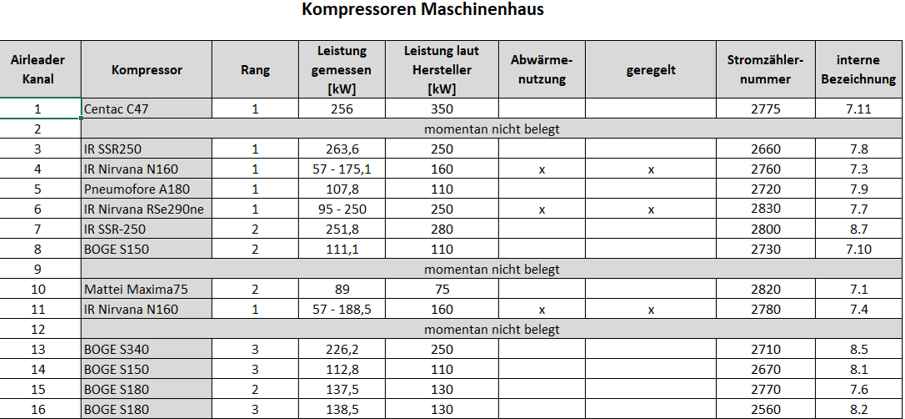 Kompressoren Maschinenhaus
Airleader Kanal | Kompressor | Rang | Leistung gemessen [kW] | Leistung laut Hersteller [kW] | Abwärme-nutzung | geregelt | Stromzähler-nummer | interne Bezeichnung
1 | Centac C47 | 1 | 256 | 350 | | | 2775 | 7.11
2 | momentan nicht belegt
3 | IR SSR250 | 1 | 263,6 | 250 | | | 2660 | 7.8
4 | IR Nirvana N160 | 1 | 57 - 175,1 | 160 | x | x | 2760 | 7.3
5 | Pneumofore A180 | 1 | 107,8 | 110 | | | 2720 | 7.9
6 | IR Nirvana RSe290ne | 1 | 95 - 250 | 250 | x | x | 2830 | 7.7
7 | IR SSR-250 | 2 | 251,8 | 280 | | | 2800 | 8.7
8 | BOGE S150 | 2 | 111,1 | 110 | | | 2730 | 7.10
9 | momentan nicht belegt
10 | Mattei Maxima75 | 2 | 89 | 75 | | | 2820 | 7.1
11 | IR Nirvana N160 | 1 | 57 - 188,5 | 160 | x | x | 2780 | 7.4
12 | momentan nicht belegt
13 | BOGE S340 | 3 | 226,2 | 250 | | | 2710 | 8.5
14 | BOGE S150 | 3 | 112,8 | 110 | | | 2670 | 8.1
15 | BOGE S180 | 2 | 137,5 | 130 | | | 2770 | 7.6
16 | BOGE S180 | 3 | 138,5 | 130 | | | 2560 | 8.2